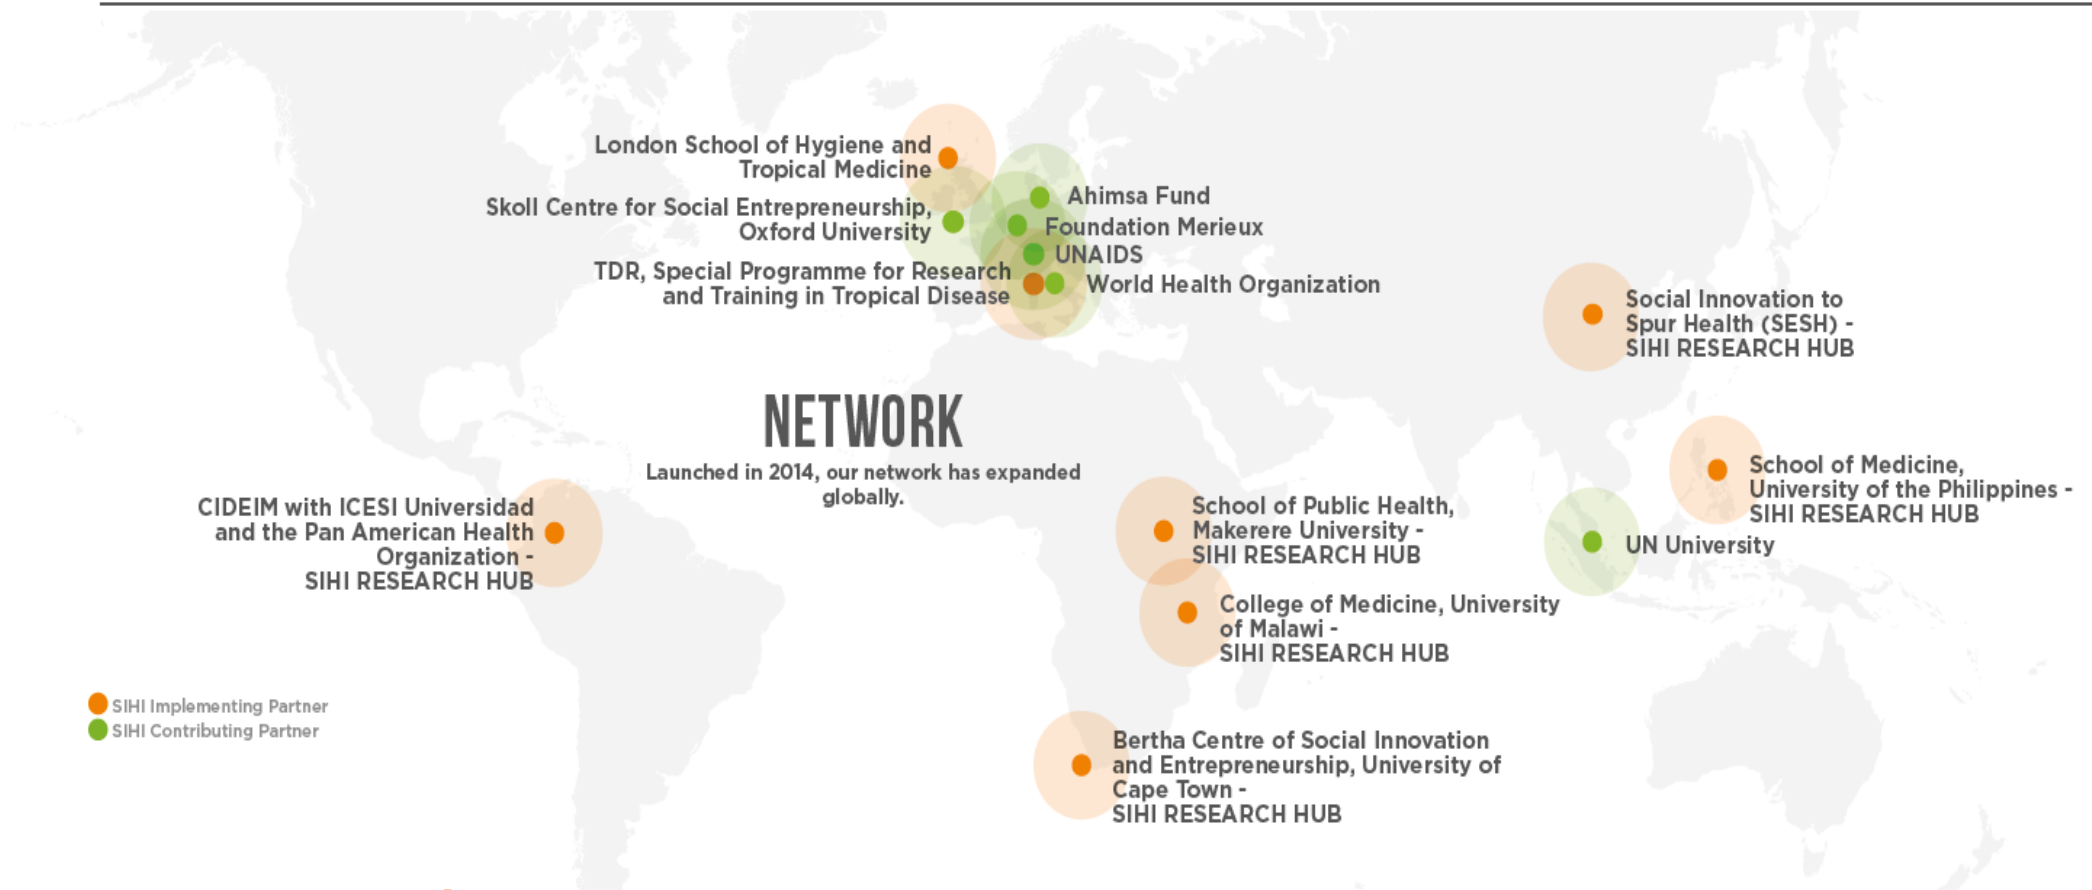 London School of Hygiene and
Tropical Medicine
Skoll Centre for Social Entrepreneurship,
Oxford University
TDR, Special Programme for Research
and Training in Tropical Disease
Ahimsa Fund
Foundation Merieux
UNAIDS
World Health Organization
Social Innovation to
Spur Health (SESH) -
SIHI RESEARCH HUB
NETWORK
Launched in 2014, our network has expanded
globally.
School of Medicine,
University of the Philippines -
SIHI RESEARCH HUB
UN University
CIDEIM with ICESI Universidad
and the Pan American Health
Organization -
SIHI RESEARCH HUB
School of Public Health,
Makerere University -
SIHI RESEARCH HUB
College of Medicine, University
of Malawi -
SIHI RESEARCH HUB
SIHI Implementing Partner
SIHI Contributing Partner
Bertha Centre of Social Innovation
and Entrepreneurship, University of
Cape Town -
SIHI RESEARCH HUB